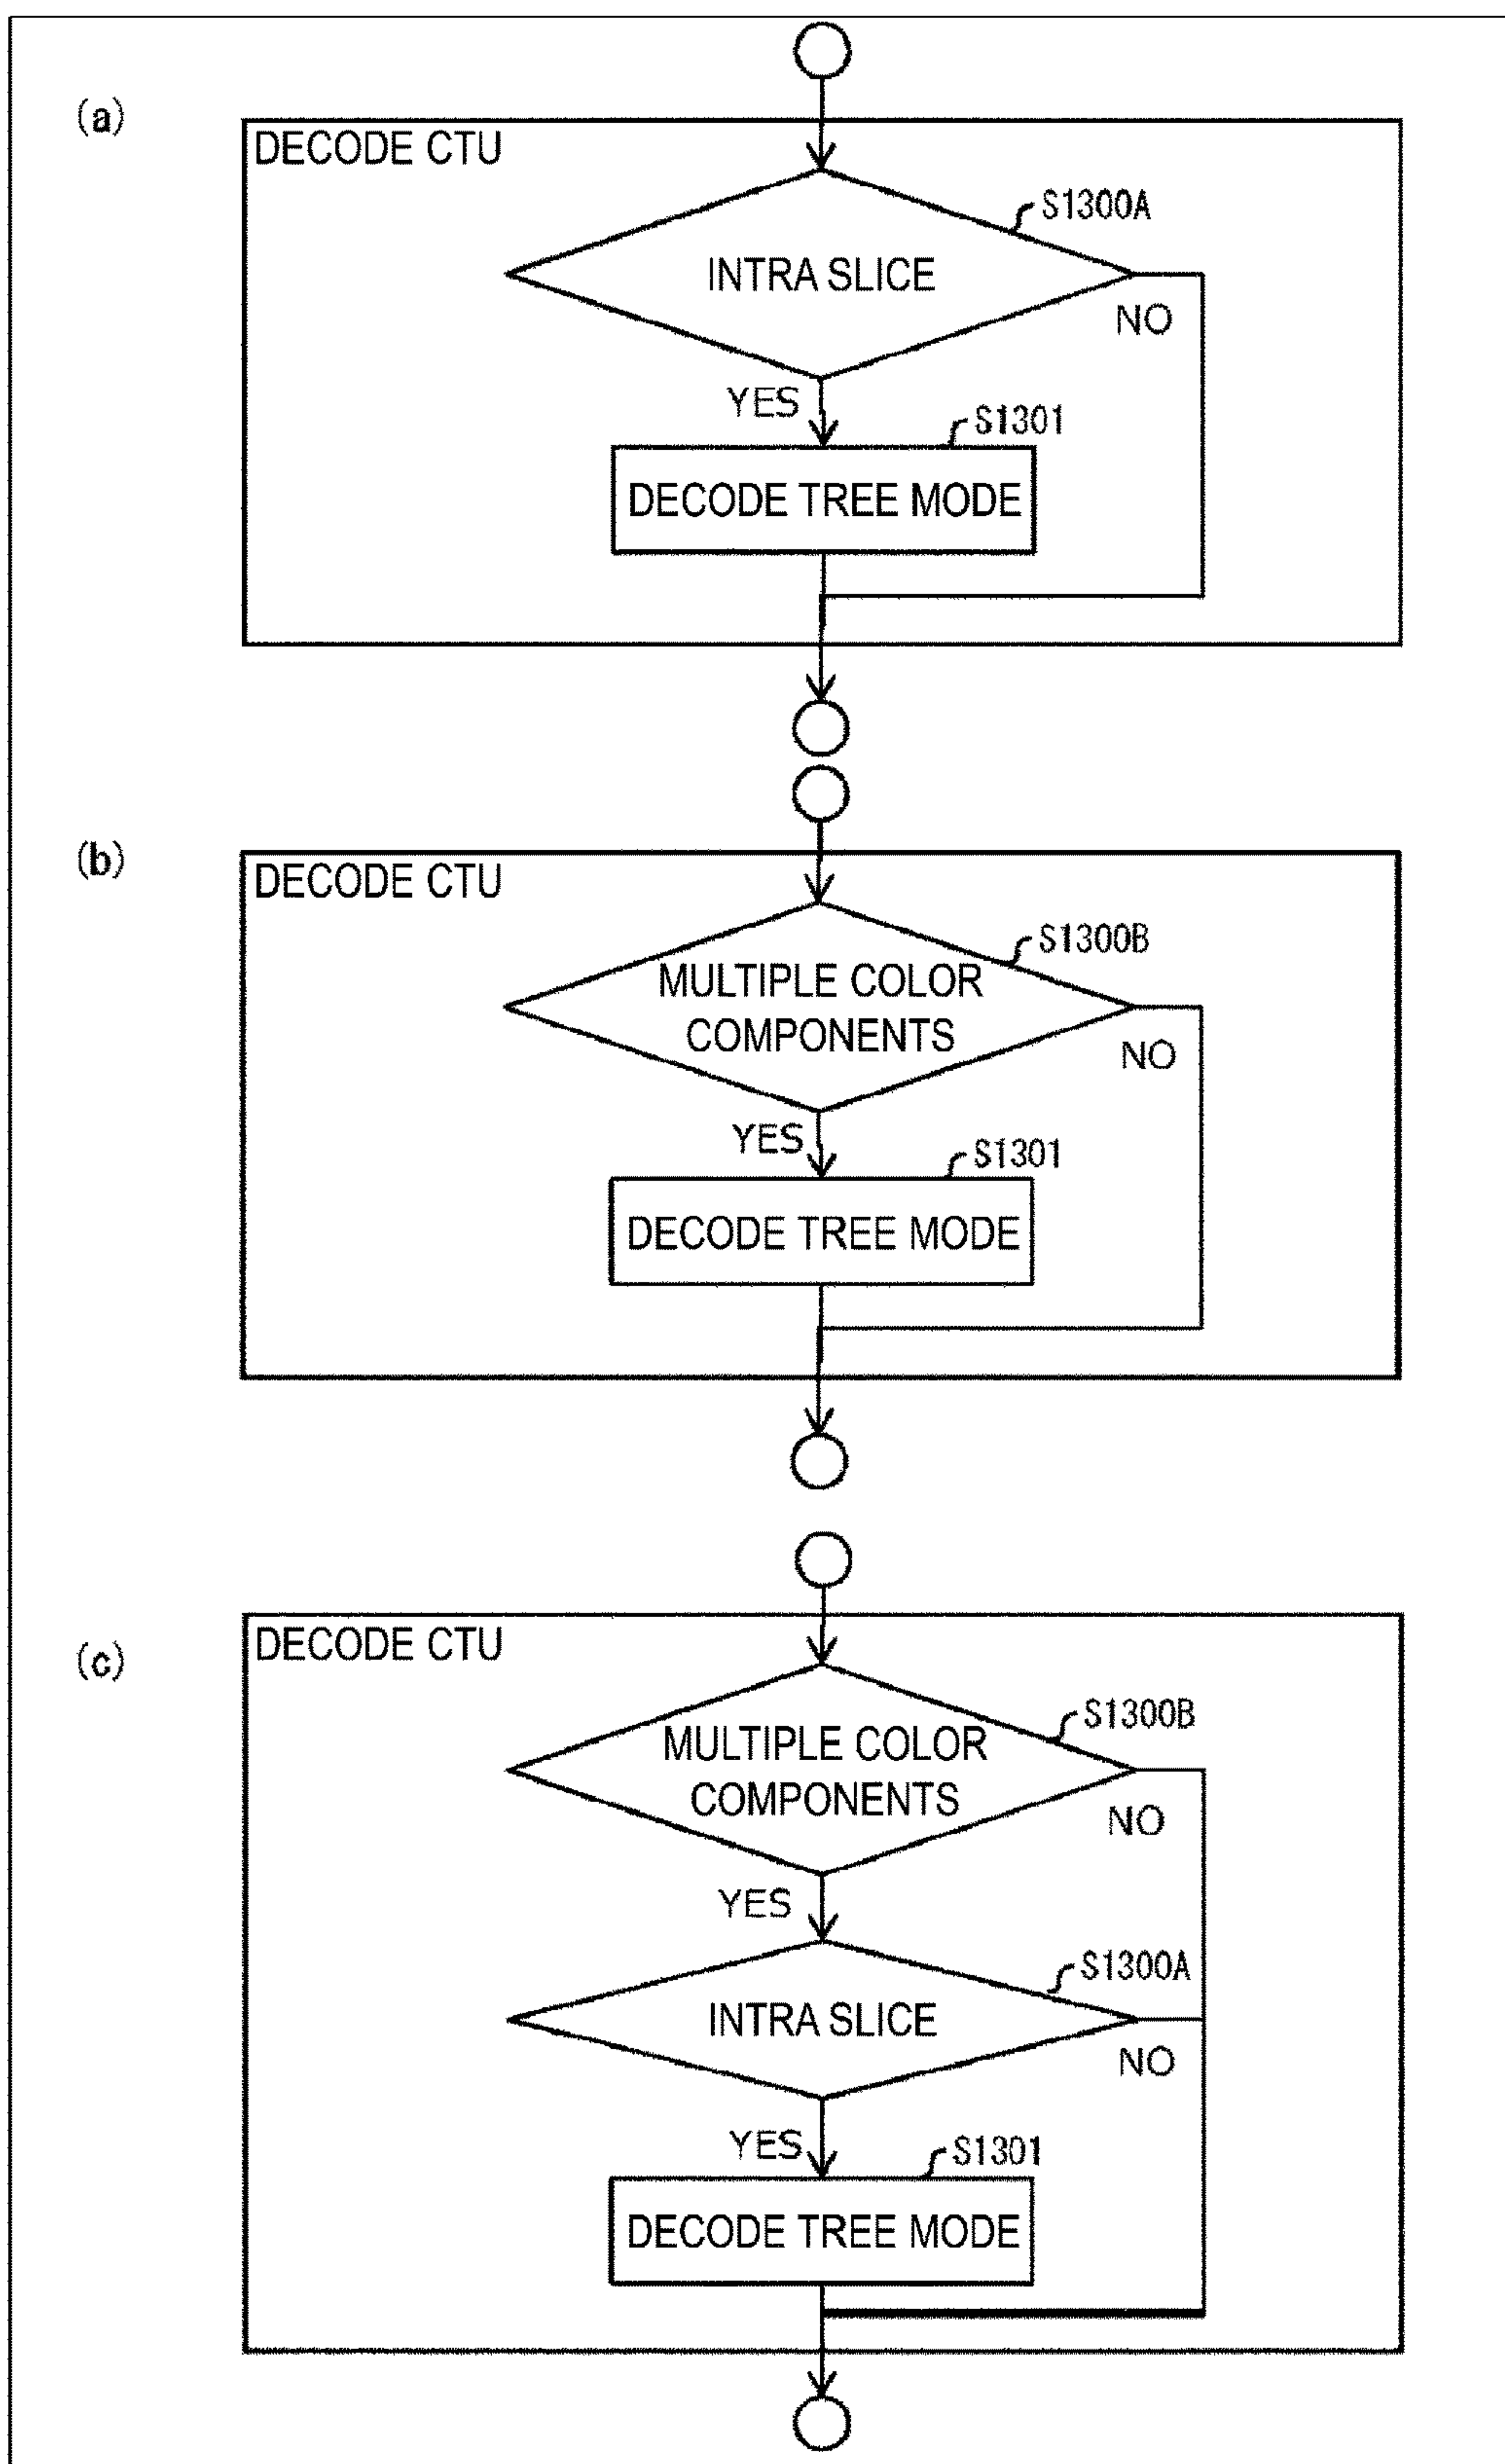 (a)
DECODE CTU
S1300A
INTRA SLICE
NO
YES
S1301
DECODE TREE MODE
(b)
DECODE CTU
S1300B
MULTIPLE COLOR
COMPONENTS
NO
YES
S1301
DECODE TREE MODE
(c)
DECODE CTU
S1300B
MULTIPLE COLOR
COMPONENTS
NO
YES
S1300A
INTRA SLICE
NO
YES
S1301
DECODE TREE MODE